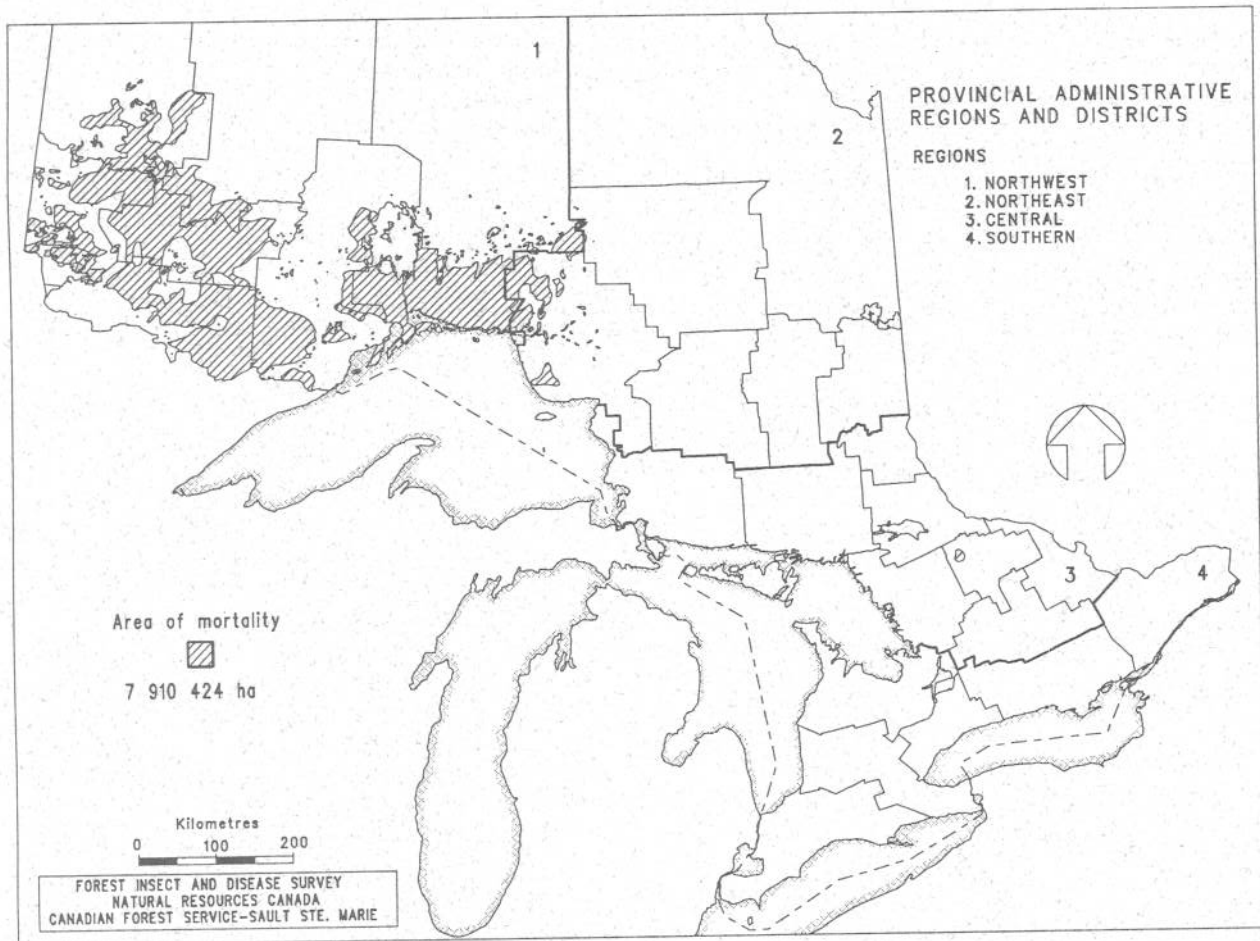 1
2
PROVINCIAL ADMINISTRATIVE
REGIONS AND DISTRICTS
REGIONS
1. NORTHWEST
2. NORTHEAST
3. CENTRAL
4. SOUTHERN
3
4
Area of mortality
7 910 424 ha
Kilometres
0 100 200
FOREST INSECT AND DISEASE SURVEY
NATURAL RESOURCES CANADA
CANADIAN FOREST SERVICE-SAULT STE. MARIE